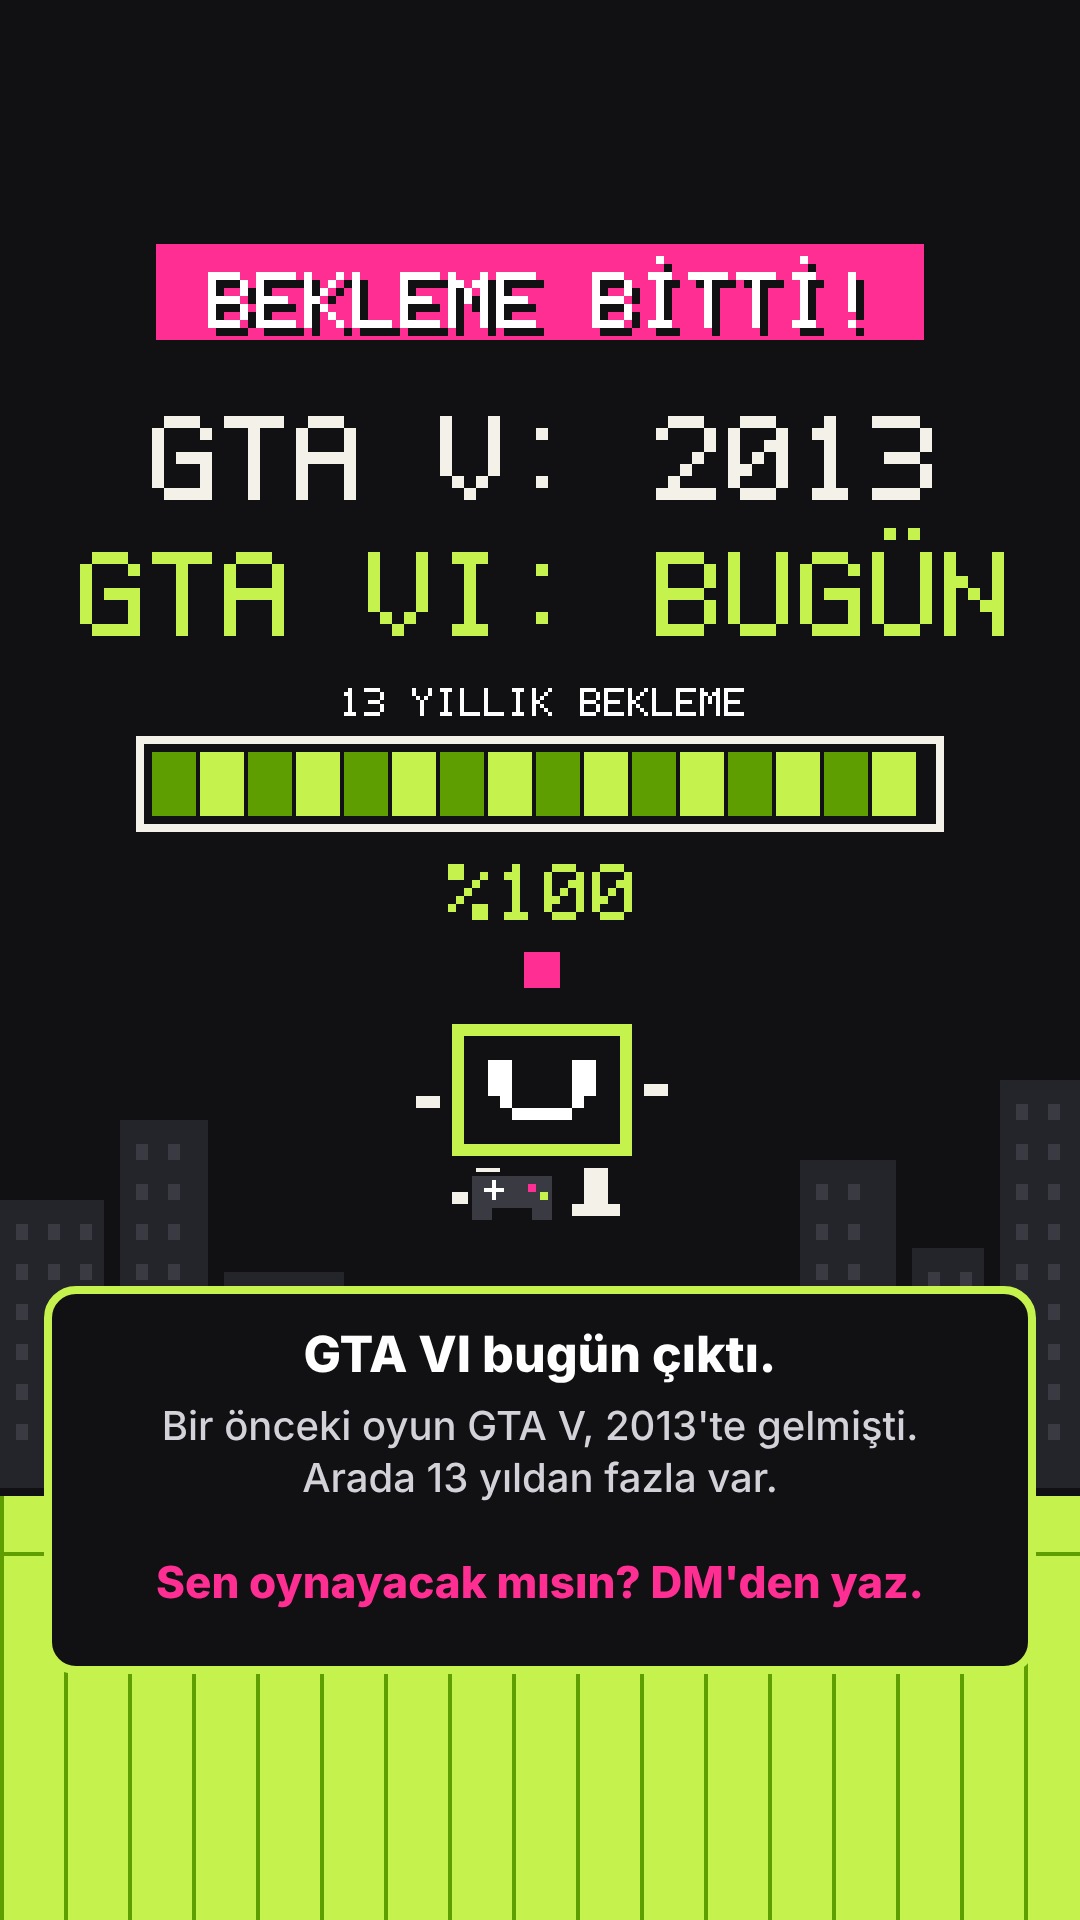 BEKLEME BİTTİ!
GTA V: 2013
GTA VI: BUGÜN
13 YILLIK BEKLEME
%100
GTA VI bugün çıktı.
Bir önceki oyun GTA V, 2013'te gelmişti.
Arada 13 yıldan fazla var.
Sen oynayacak mısın? DM'den yaz.